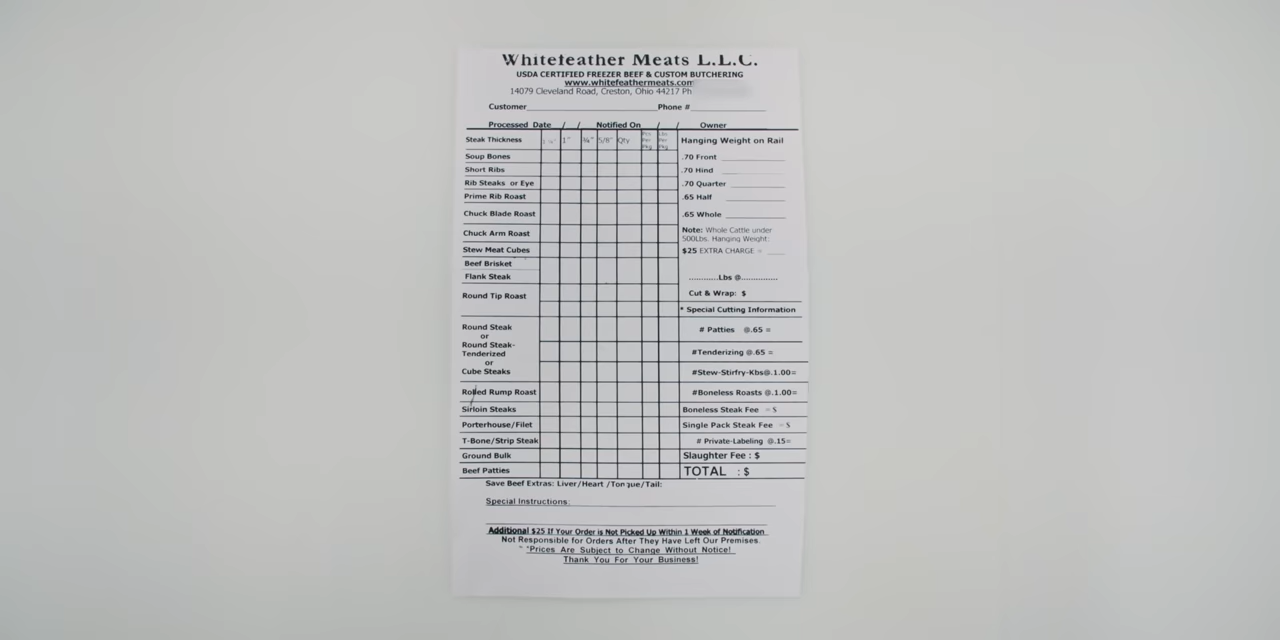 Whitefeather Meats L.L.C.
USDA CERTIFIED FREEZER BEEF & CUSTOM BUTCHERING
www.whitefeathermeats.com
14079 Cleveland Road, Creston, Ohio 44217 Ph
Customer Phone #
Processed Date / / Notified On / / Owner
Steak Thickness 1" ¾" 5/8" Qty Pcs Per Pkg Lbs Per Pkg Hanging Weight on Rail
Soup Bones .70 Front
Short Ribs .70 Hind
Rib Steaks or Eye .70 Quarter
Prime Rib Roast .65 Half
Chuck Blade Roast .65 Whole
Chuck Arm Roast Note: Whole Cattle under
500Lbs. Hanging Weight:
Stew Meat Cubes $25 EXTRA CHARGE =
Beef Brisket
Flank Steak ............Lbs @...............
Round Tip Roast Cut & Wrap: $
* Special Cutting Information
Round Steak # Patties @.65 =
or
Round Steak-
Tenderized #Tenderizing @.65 =
or
Cube Steaks #Stew-Stirfry-Kbs@.1.00=
Rolled Rump Roast #Boneless Roasts @.1.00=
Sirloin Steaks Boneless Steak Fee = $
Porterhouse/Filet Single Pack Steak Fee = $
T-Bone/Strip Steak # Private-Labeling @.15=
Ground Bulk Slaughter Fee : $
Beef Patties TOTAL : $
Save Beef Extras: Liver/Heart /Tongue/Tail:
Special Instructions:
Additional $25 If Your Order is Not Picked Up Within 1 Week of Notification
Not Responsible for Orders After They Have Left Our Premises
"Prices Are Subject to Change Without Notice!
Thank You For Your Business!